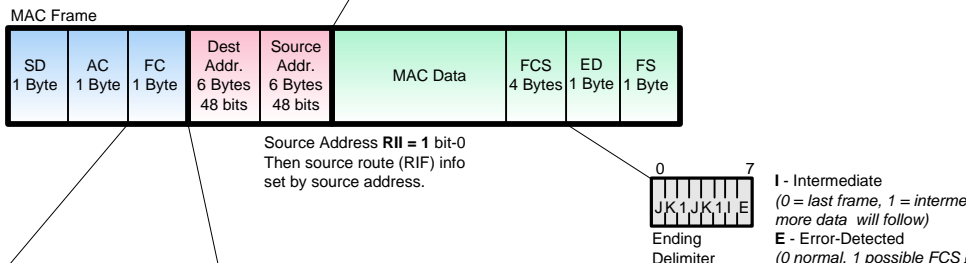 MAC Frame
SD
1 Byte
AC
1 Byte
FC
1 Byte
Dest
Addr.
6 Bytes
48 bits
Source
Addr.
6 Bytes
48 bits
MAC Data
FCS
4 Bytes
ED
1 Byte
FS
1 Byte
Source Address RII = 1 bit-0
Then source route (RIF) info
set by source address.
0 7
J K 1 J K 1 I E
Ending
Delimiter
I - Intermediate
(0 = last frame, 1 =
more data will follow)
E - Error-Detected
(0 normal, 1 possible FCS